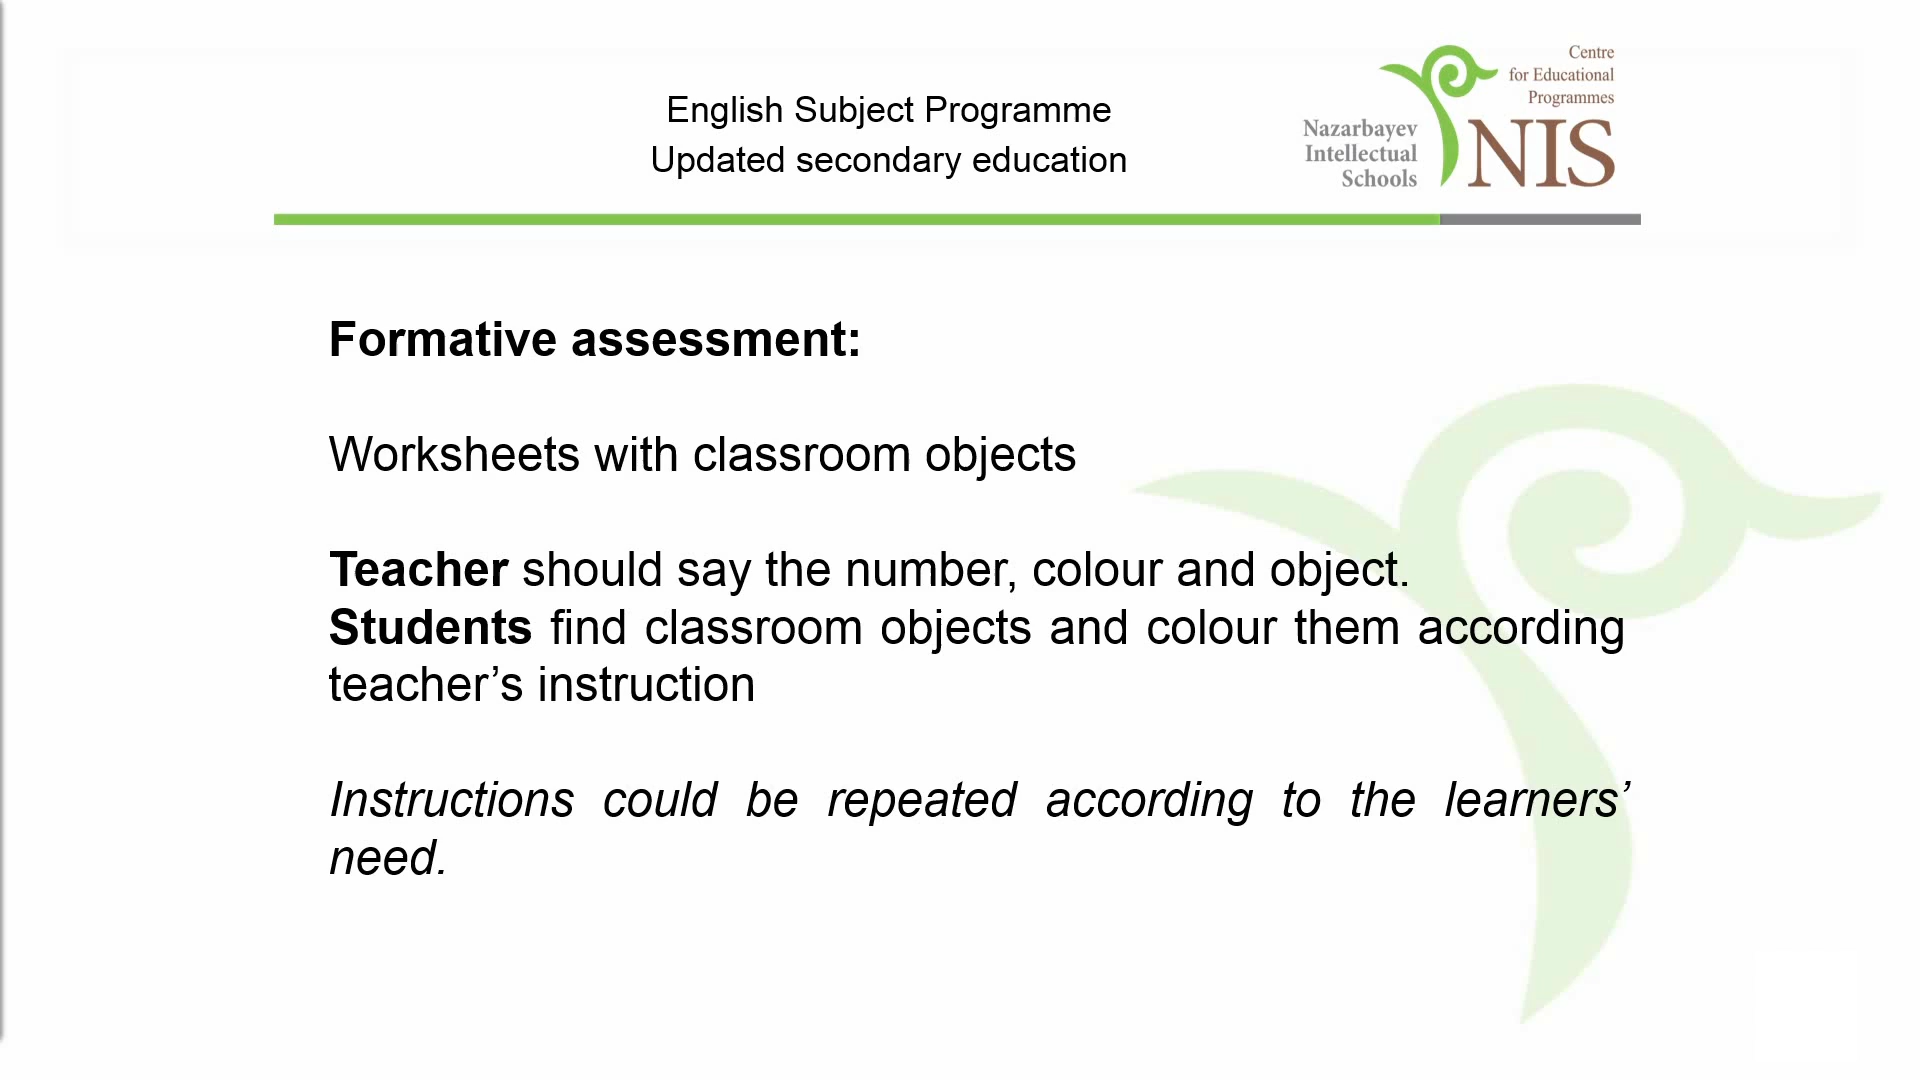 English Subject Programme
Updated secondary education
Centre
for Educational
Programmes
Nazarbayev
Intellectual
Schools
NIS
Formative assessment:
Worksheets with classroom objects
Teacher should say the number, colour and object.
Students find classroom objects and colour them according
teacher’s instruction
Instructions could be repeated according to the learners’
need.